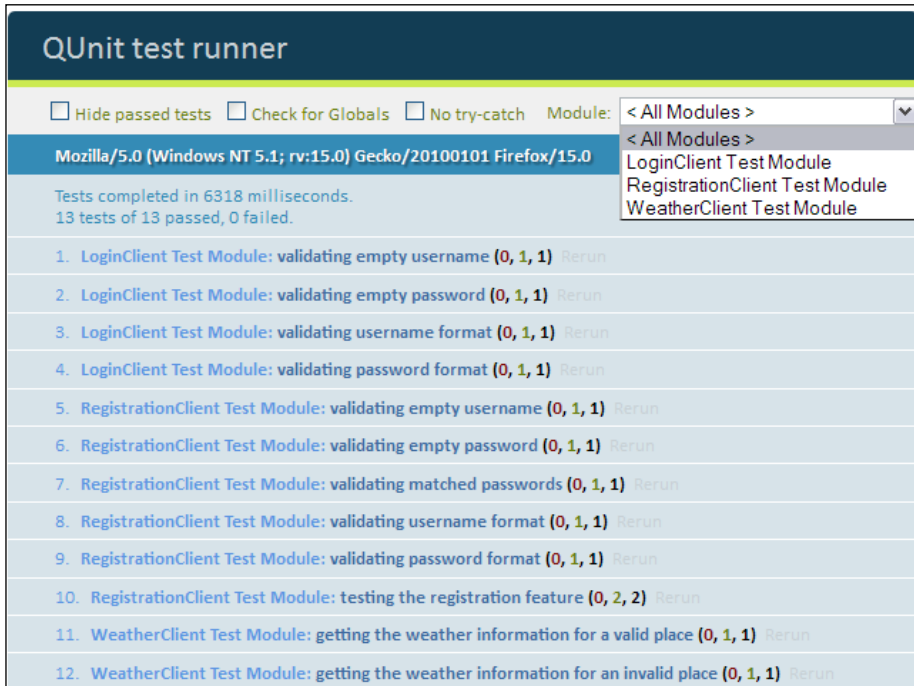 QUnit test runner
Hide passed tests Check for Globals No try-catch Module: < All Modules >
< All Modules >
LoginClient Test Module
RegistrationClient Test Module
WeatherClient Test Module
Mozilla/5.0 (Windows NT 5.1; rv:15.0) Gecko/20100101 Firefox/15.0
Tests completed in 6318 milliseconds.
13 tests of 13 passed, 0 failed.
1. LoginClient Test Module: validating empty username (0, 1, 1) Rerun
2. LoginClient Test Module: validating empty password (0, 1, 1) Rerun
3. LoginClient Test Module: validating username format (0, 1, 1) Rerun
4. LoginClient Test Module: validating password format (0, 1, 1) Rerun
5. RegistrationClient Test Module: validating empty username (0, 1, 1) Rerun
6. RegistrationClient Test Module: validating empty password (0, 1, 1) Rerun
7. RegistrationClient Test Module: validating matched passwords (0, 1, 1) Rerun
8. RegistrationClient Test Module: validating username format (0, 1, 1) Rerun
9. RegistrationClient Test Module: validating password format (0, 1, 1) Rerun
10. RegistrationClient Test Module: testing the registration feature (0, 2, 2) Rerun
11. WeatherClient Test Module: getting the weather information for a valid place (0, 1, 1) Rerun
12. WeatherClient Test Module: getting the weather information for an invalid place (0, 1, 1) Rerun